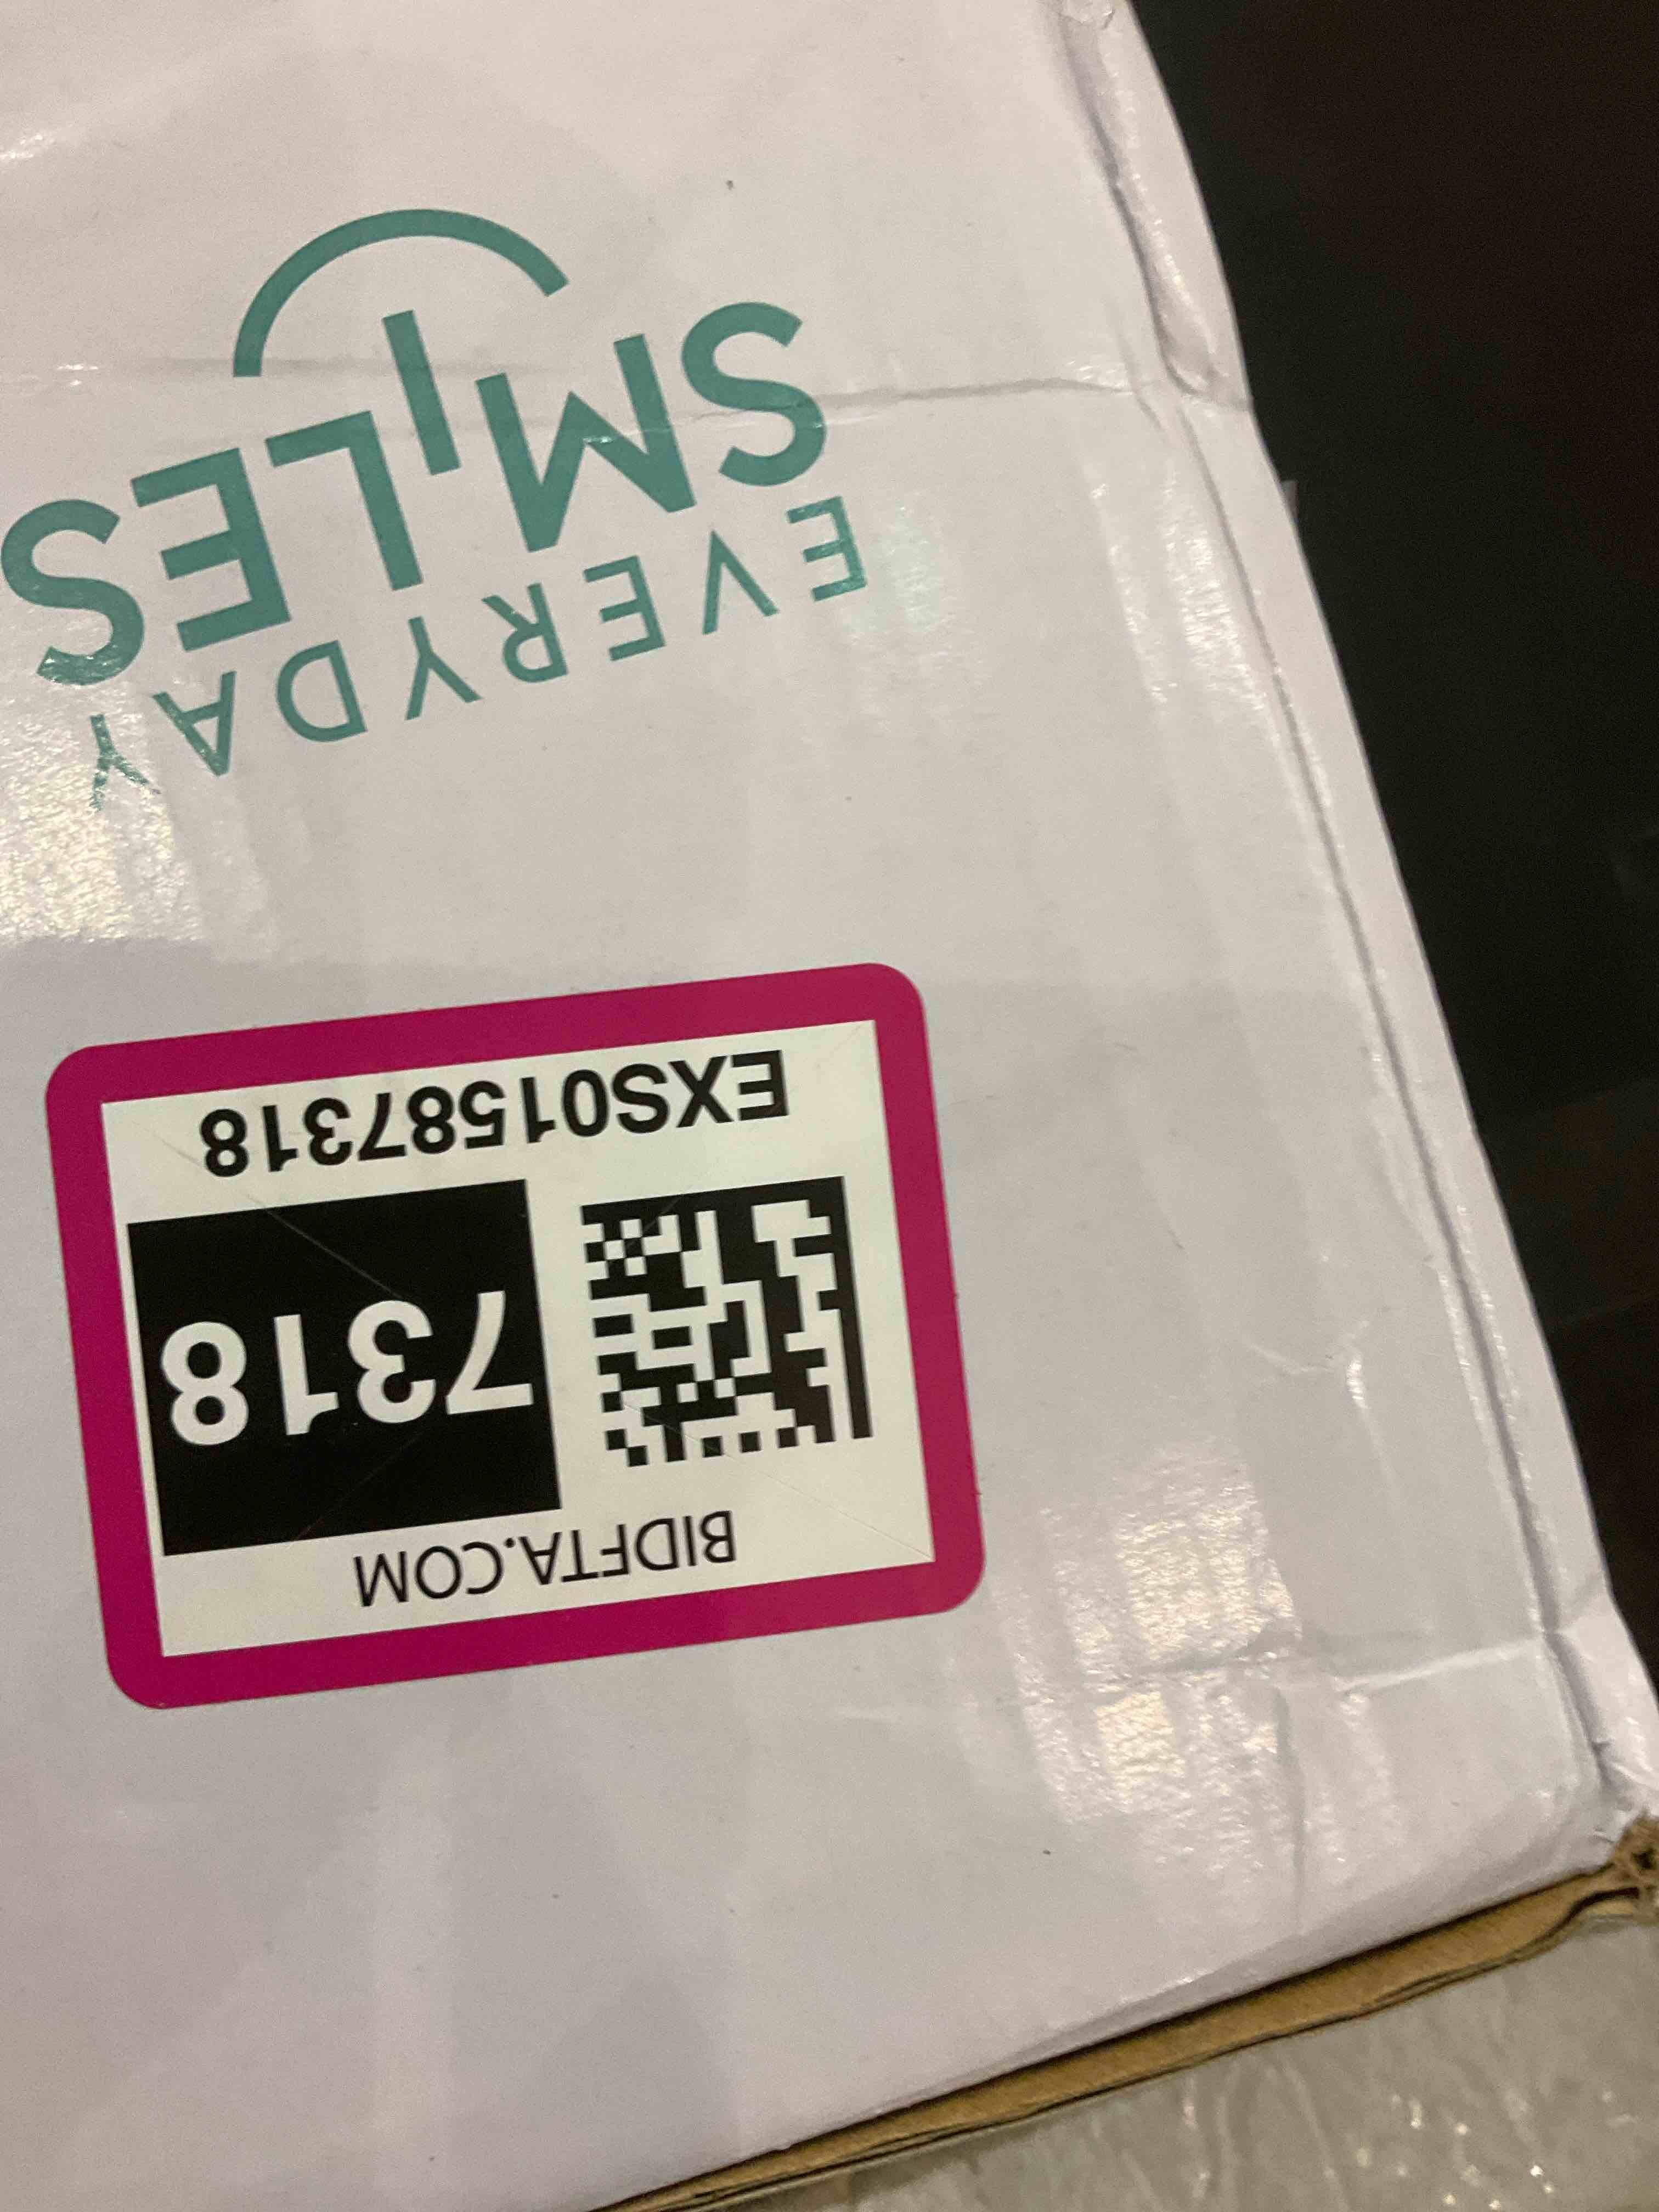 BIDFTA.COM
7318
EXS01587318
EVERYDAY
SMILES